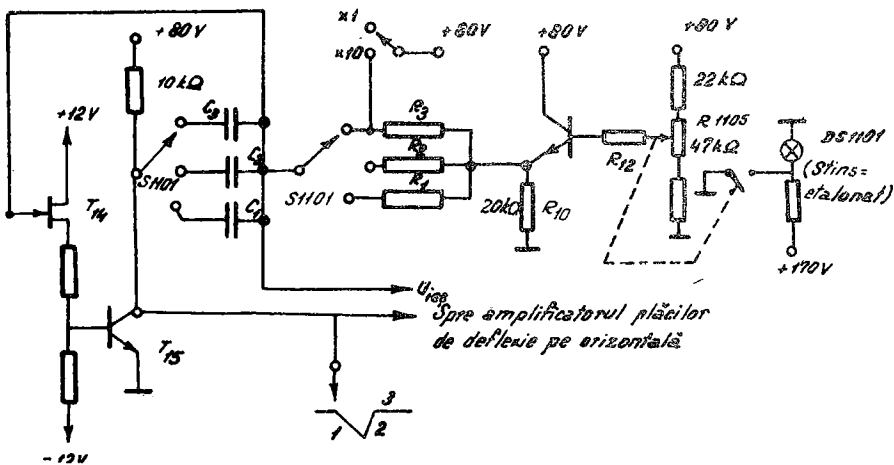 +80V
10kΩ
+12V
C3
C2
C1
S1101
T14
T15
-12V
x1
x10
+80V
R3
R2
R1
S1101
+80V
20kΩ
R10
R12
+80V
22kΩ
R1105
47kΩ
DS1101
(Stins=
etalonat)
+170V
Spre amplificatorul plăcilor
de deflexie pe orizontală
1
2
3